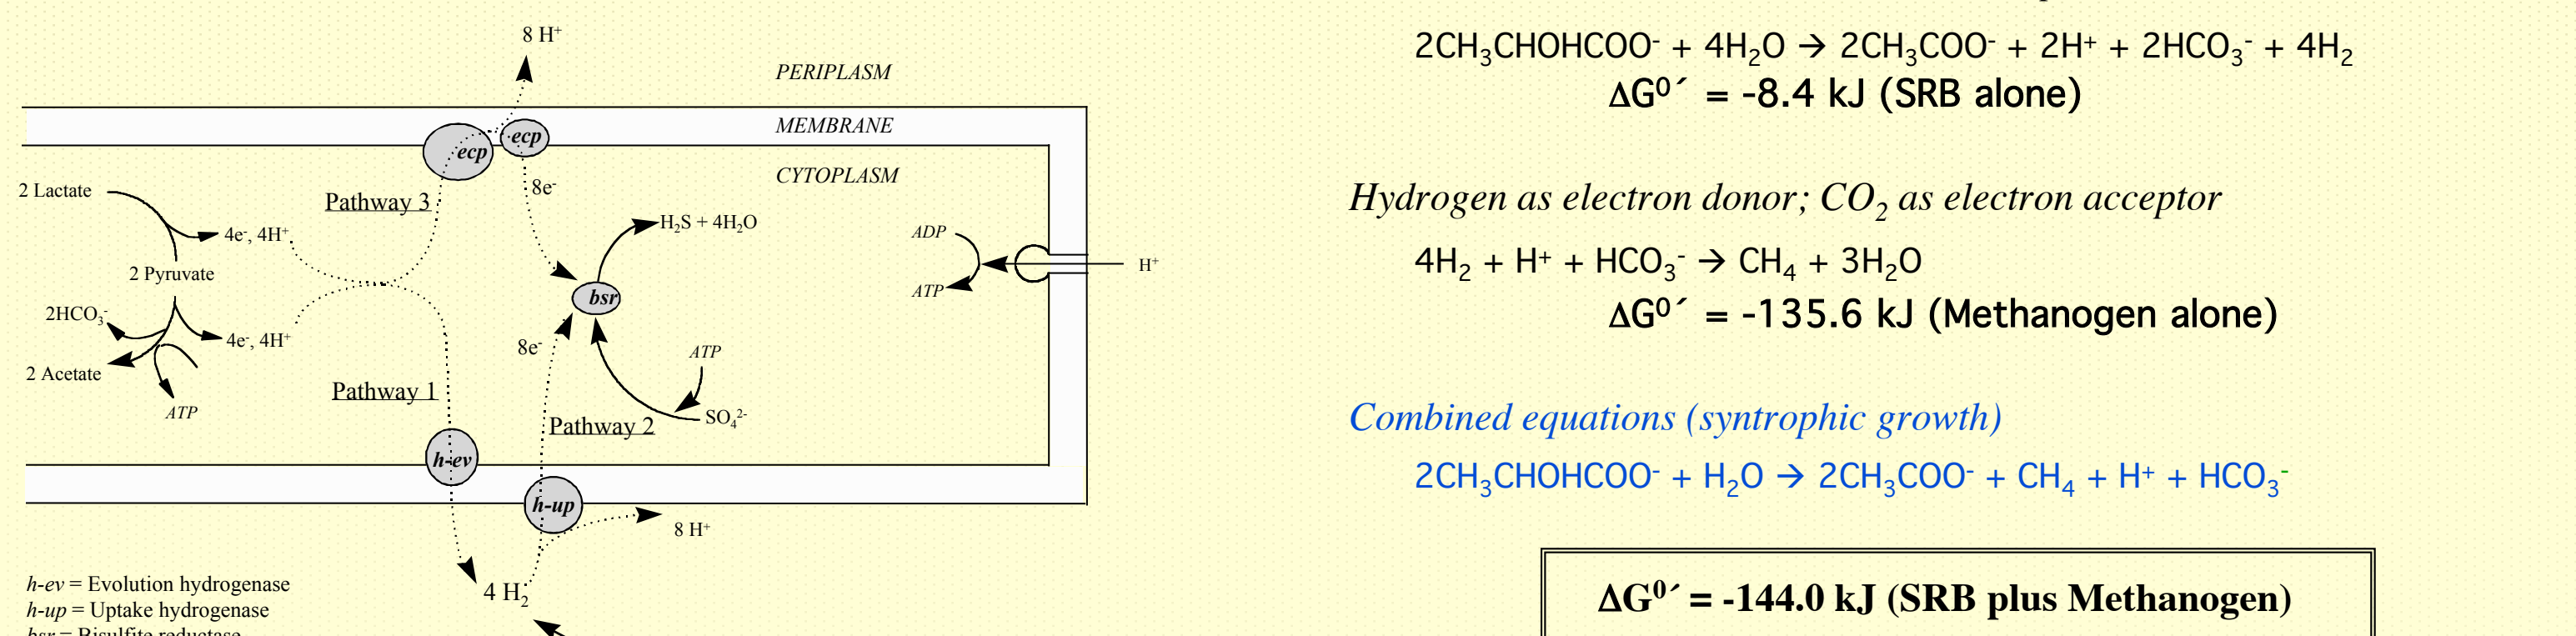 8 H⁺
PERIPLASM
MEMBRANE
ecp
ecp
CYTOPLASM
2 Lactate
Pathway 3
8e⁻
4e⁻, 4H⁺
H₂S + 4H₂O
ADP
2 Pyruvate
H⁺
bsr
ATP
2HCO₃⁻
4e⁻, 4H⁺
8e⁻
ATP
2 Acetate
Pathway 1
ATP
SO₄²⁻
Pathway 2
h-ev
h-up
8 H⁺
4 H₂
h-ev = Evolution hydrogenase
h-up = Uptake hydrogenase
bsr = Bisulfite reductase
2CH₃CHOHCOO⁻ + 4H₂O → 2CH₃COO⁻ + 2H⁺ + 2HCO₃⁻ + 4H₂
ΔG⁰´ = -8.4 kJ (SRB alone)
Hydrogen as electron donor; CO₂ as electron acceptor
4H₂ + H⁺ + HCO₃⁻ → CH₄ + 3H₂O
ΔG⁰´ = -135.6 kJ (Methanogen alone)
Combined equations (syntrophic growth)
2CH₃CHOHCOO⁻ + H₂O → 2CH₃COO⁻ + CH₄ + H⁺ + HCO₃⁻
ΔG⁰´ = -144.0 kJ (SRB plus Methanogen)